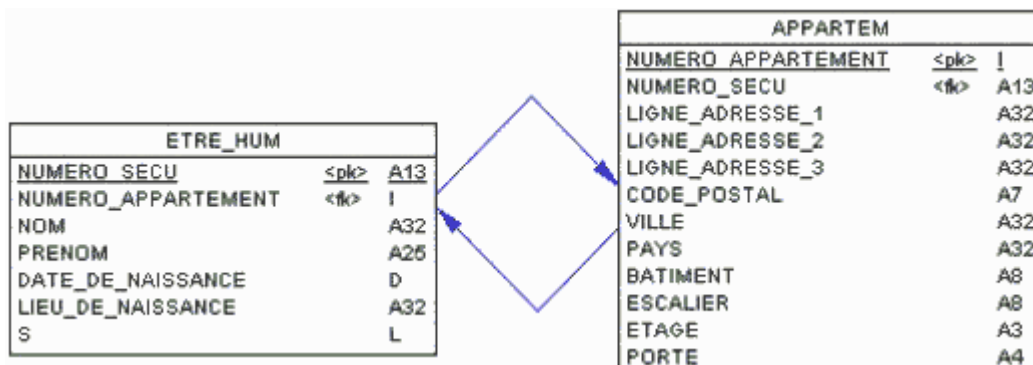 ETRE_HUM
NUMERO_SECU <pk> A13
NUMERO_APPARTEMENT <fk> I
NOM A32
PRENOM A25
DATE_DE_NAISSANCE D
LIEU_DE_NAISSANCE A32
S L
APPARTEM
NUMERO_APPARTEMENT <pk> I
NUMERO_SECU <fk> A13
LIGNE_ADRESSE_1 A32
LIGNE_ADRESSE_2 A32
LIGNE_ADRESSE_3 A32
CODE_POSTAL A7
VILLE A32
PAYS A32
BATIMENT A8
ESCALIER A8
ETAGE A3
PORTE A4